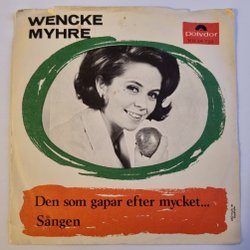 WENCKE
MYHRE
Polydor
Den som gapar efter mycket...
Sången